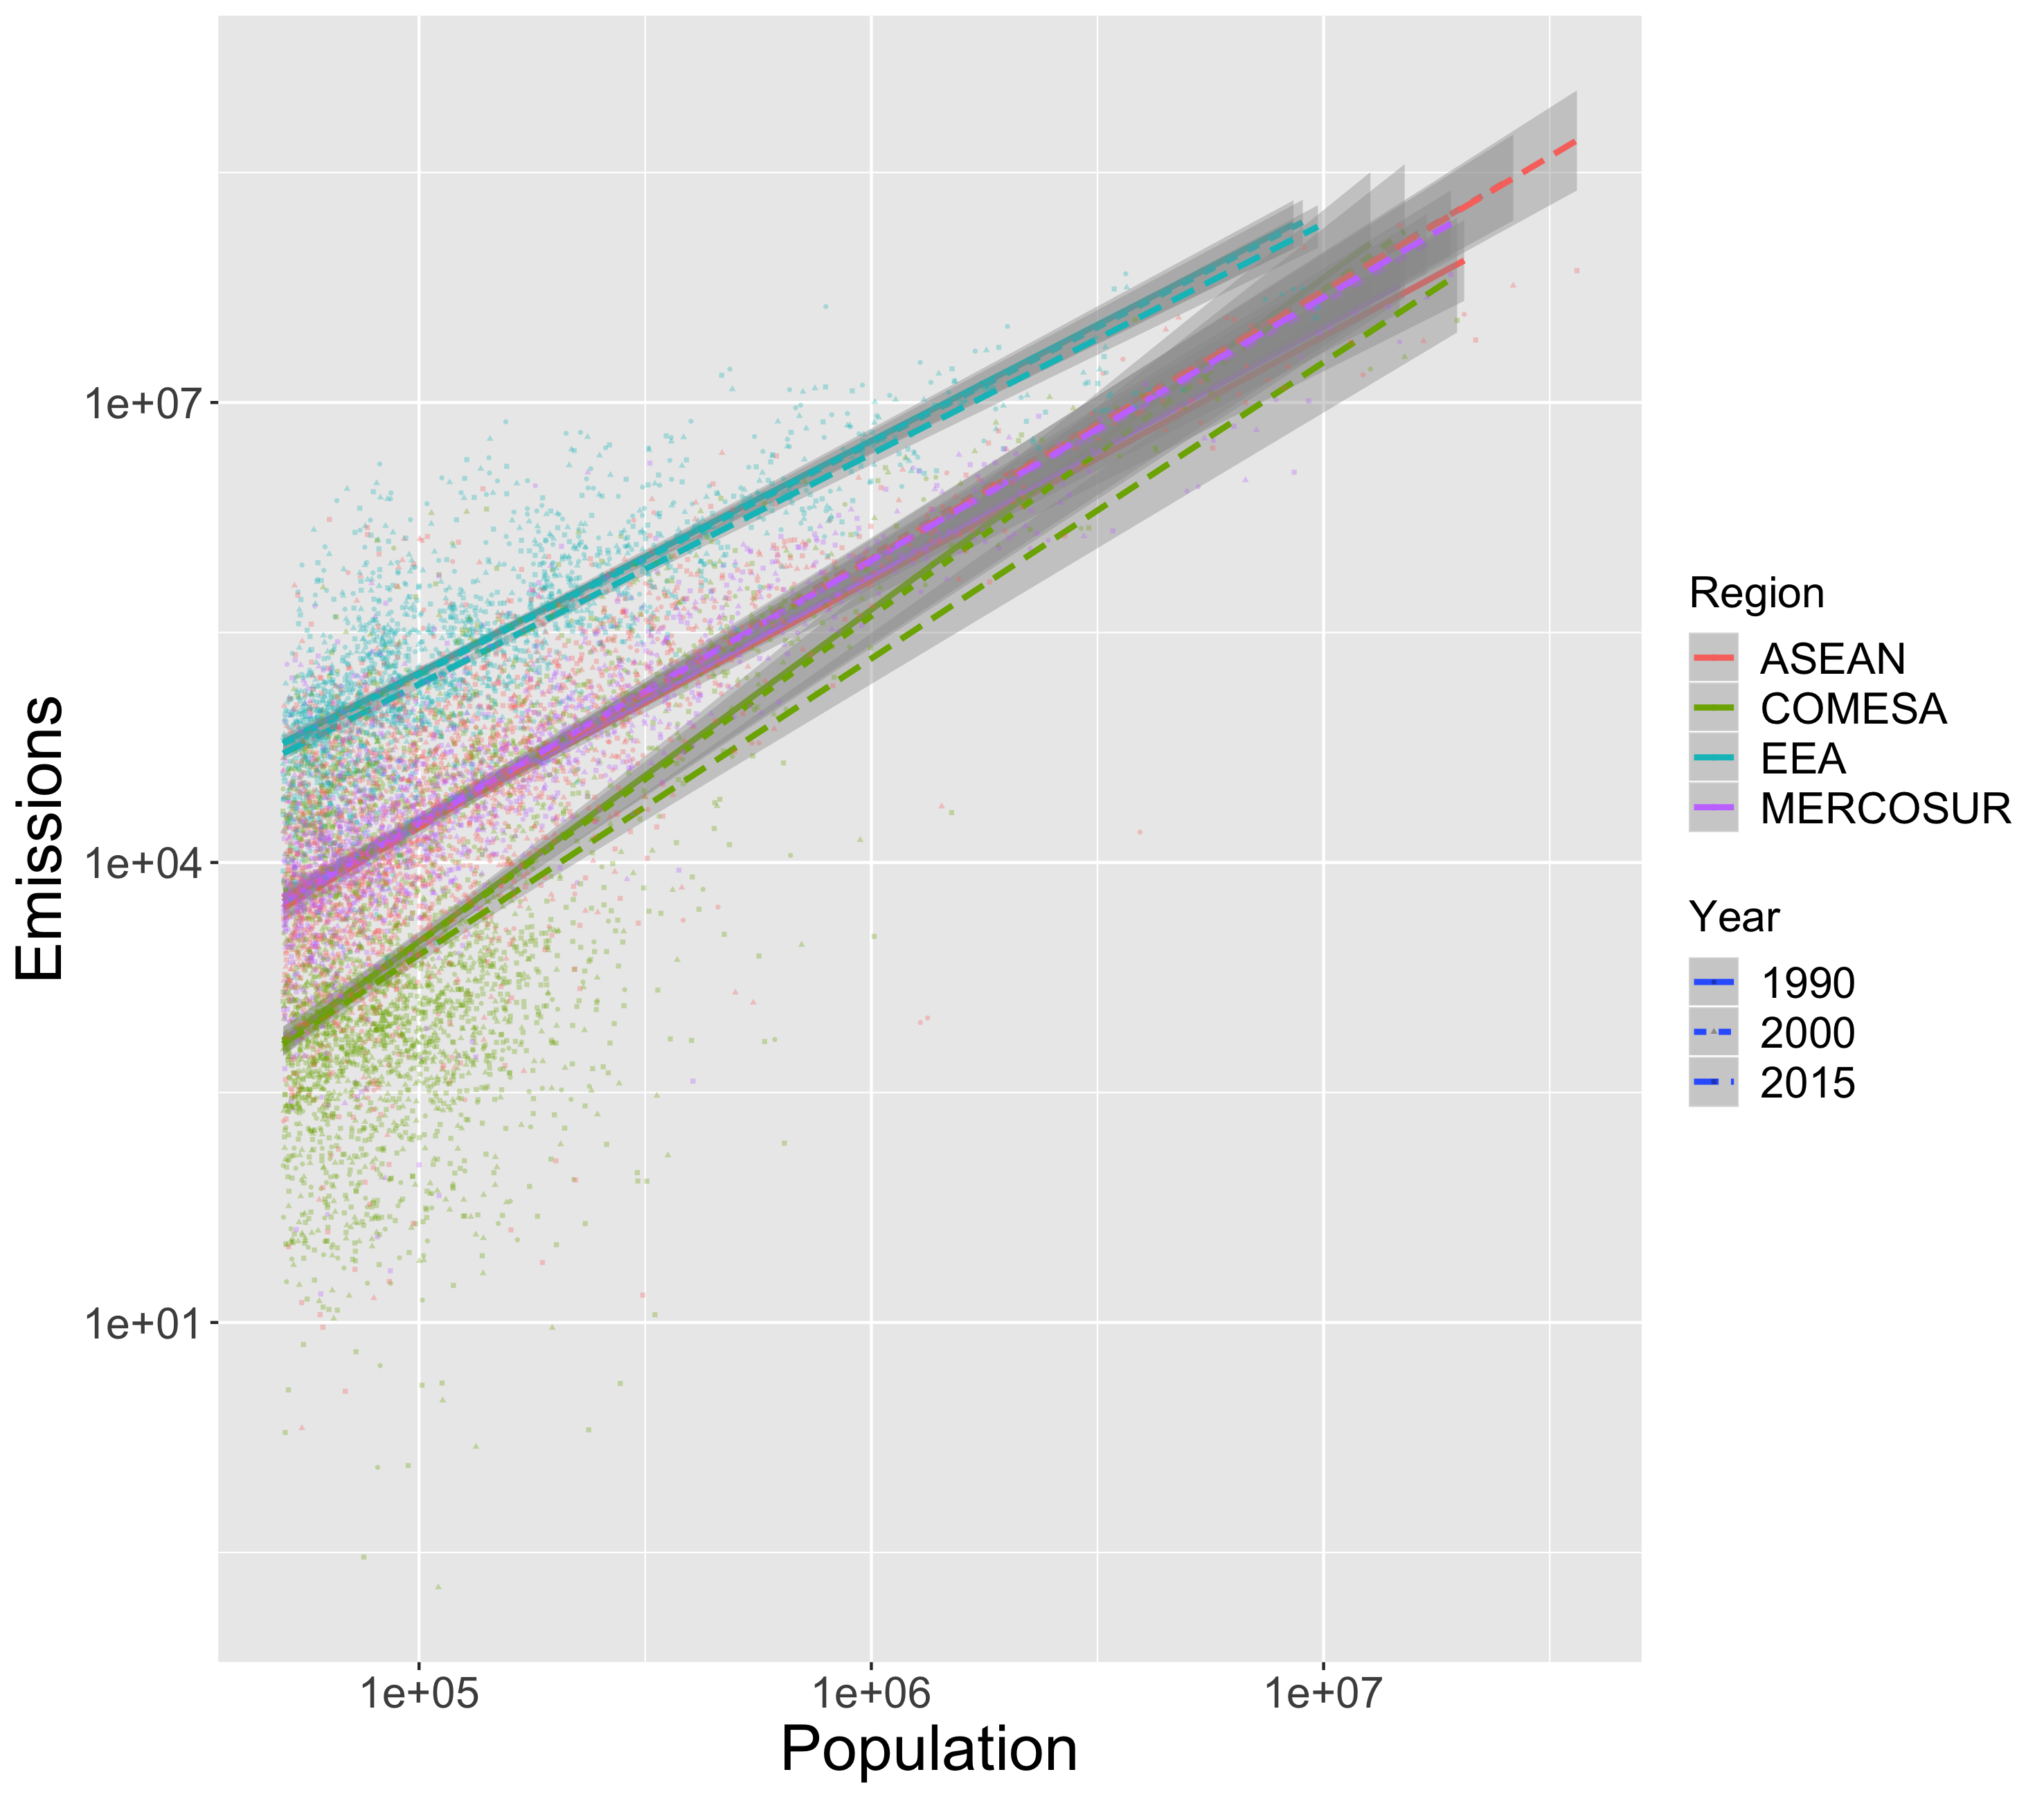 Emissions
1e+07
1e+04
1e+01
1e+05
1e+06
1e+07
Population
Region
ASEAN
COMESA
EEA
MERCOSUR
Year
1990
2000
2015